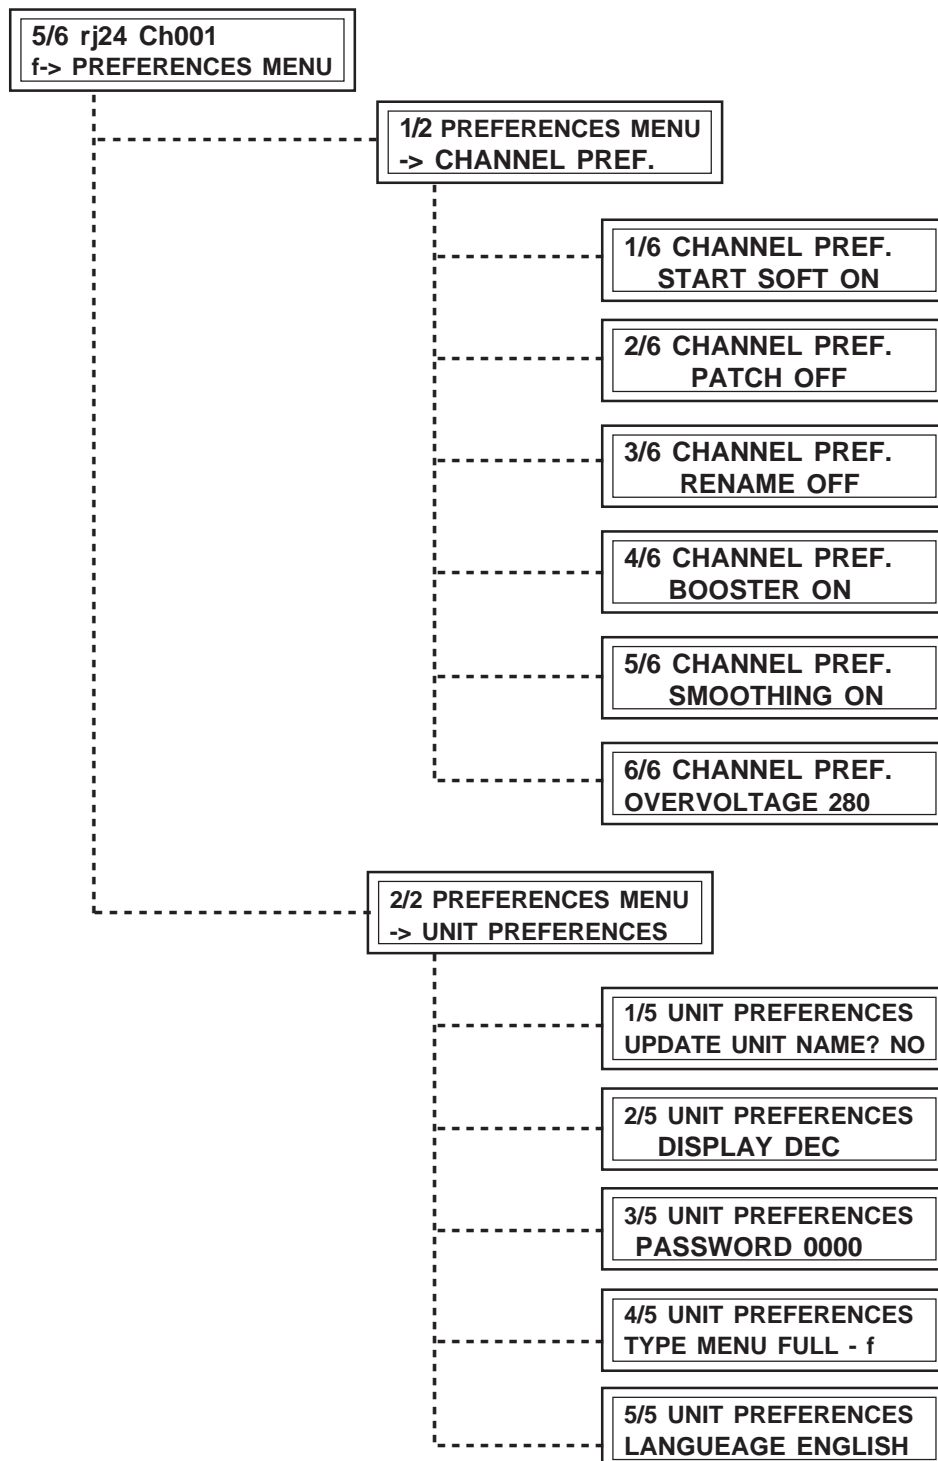 5/6 rj24 Ch001
f-> PREFERENCES MENU
1/2 PREFERENCES MENU
-> CHANNEL PREF.
1/6 CHANNEL PREF.
START SOFT ON
2/6 CHANNEL PREF.
PATCH OFF
3/6 CHANNEL PREF.
RENAME OFF
4/6 CHANNEL PREF.
BOOSTER ON
5/6 CHANNEL PREF.
SMOOTHING ON
6/6 CHANNEL PREF.
OVERVOLTAGE 280
2/2 PREFERENCES MENU
-> UNIT PREFERENCES
1/5 UNIT PREFERENCES
UPDATE UNIT NAME? NO
2/5 UNIT PREFERENCES
DISPLAY DEC
3/5 UNIT PREFERENCES
PASSWORD 0000
4/5 UNIT PREFERENCES
TYPE MENU FULL - f
5/5 UNIT PREFERENCES
LANGUEAGE ENGLISH